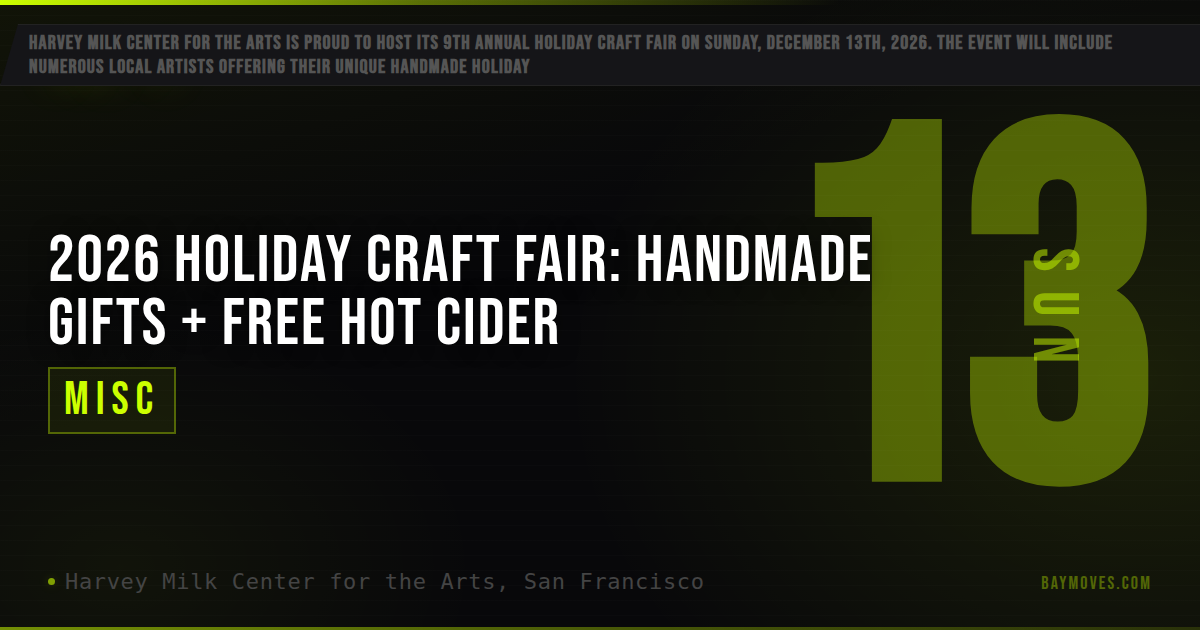 HARVEY MILK CENTER FOR THE ARTS IS PROUD TO HOST ITS 9TH ANNUAL HOLIDAY CRAFT FAIR ON SUNDAY, DECEMBER 13TH, 2026. THE EVENT WILL INCLUDE
NUMEROUS LOCAL ARTISTS OFFERING THEIR UNIQUE HANDMADE HOLIDAY
13
SUN
2026 HOLIDAY CRAFT FAIR: HANDMADE
GIFTS + FREE HOT CIDER
MISC
Harvey Milk Center for the Arts, San Francisco
BAYMOVES.COM